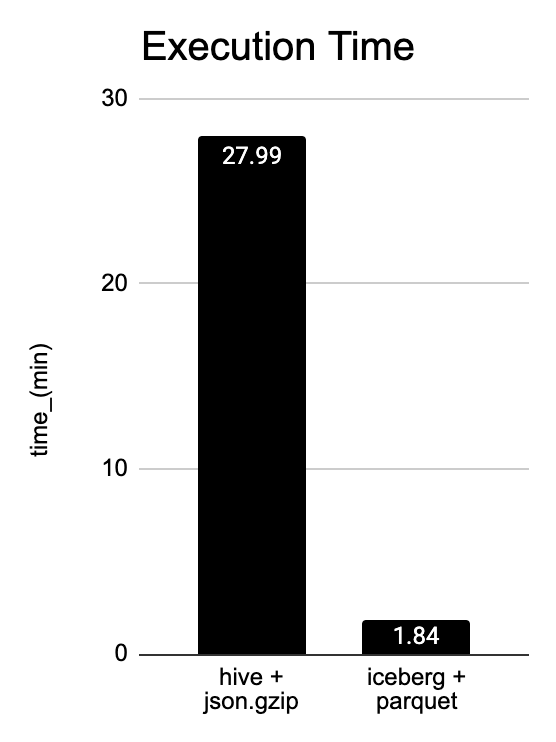 Execution Time
30
27.99
20
time_(min)
10
1.84
0
hive +
json.gzip
iceberg +
parquet